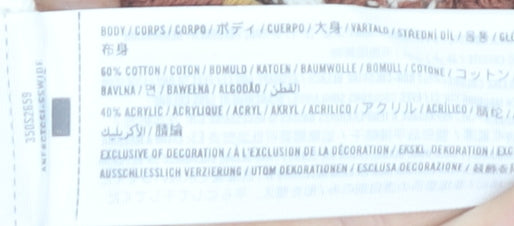 BODY / CORPS / CORPO / ボディ / CUERPO / 大身 / VARTALO / STŘEDNÍ DÍL / 몸통 /
布身
60% COTTON / COTON / BOMULD / KATOEN / BAUMWOLLE / BOMULL / COTONE / コットン
BAVLNA / 면 / BAWEŁNA / ALGODÃO / القطن
40% ACRYLIC / ACRYLIQUE / ACRYL / AKRYL / ACRILICO / アクリル / ACRÍLICO /
الأكريليك /
EXCLUSIVE OF DECORATION / À L'EXCLUSION DE LA DÉCORATION / EKSKL. DEKORATION /
AUSSCHLIESSLICH VERZIERUNG / UTOM DEKORATIONEN / ESCLUSA DECORAZIONE /